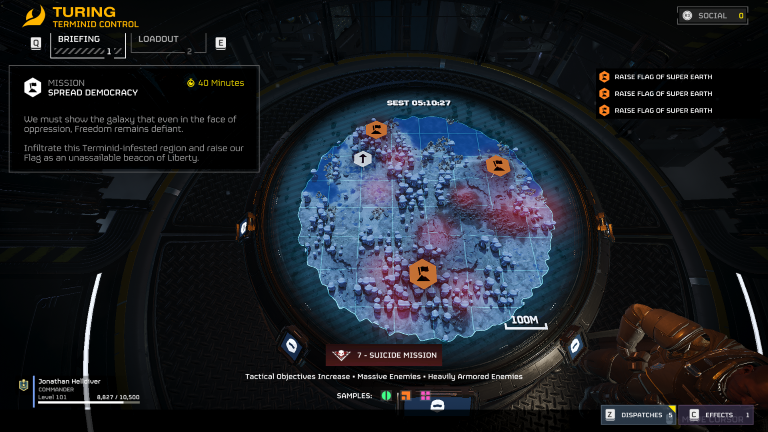 TURING
TERMINID CONTROL
Q
BRIEFING
1
LOADOUT
2
E
SOCIAL 0
MISSION
SPREAD DEMOCRACY
40 Minutes
We must show the galaxy that even in the face of
oppression, Freedom remains defiant.
Infiltrate this Terminid-infested region and raise our
Flag as an unassailable beacon of Liberty.
RAISE FLAG OF SUPER EARTH
RAISE FLAG OF SUPER EARTH
RAISE FLAG OF SUPER EARTH
SEST 05:10:27
100M
7 - SUICIDE MISSION
Tactical Objectives Increase • Massive Enemies • Heavily Armored Enemies
SAMPLES:
Jonathan Helldiver
COMMANDER
Level 101 8,827 / 10,500
Z DISPATCHES 5
C EFFECTS 1
MOVE CURSOR